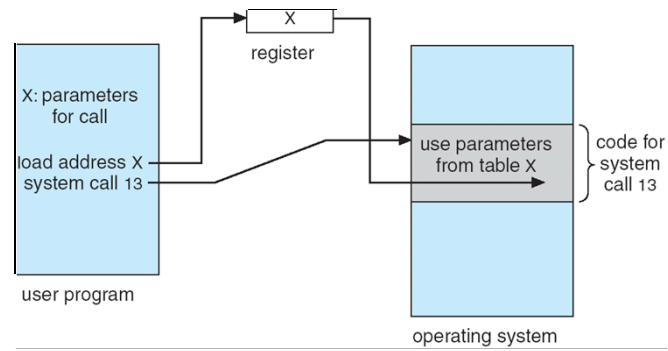 X
register
X: parameters
for call
load address X
system call 13
user program
use parameters
from table X
code for
system
call 13
operating system